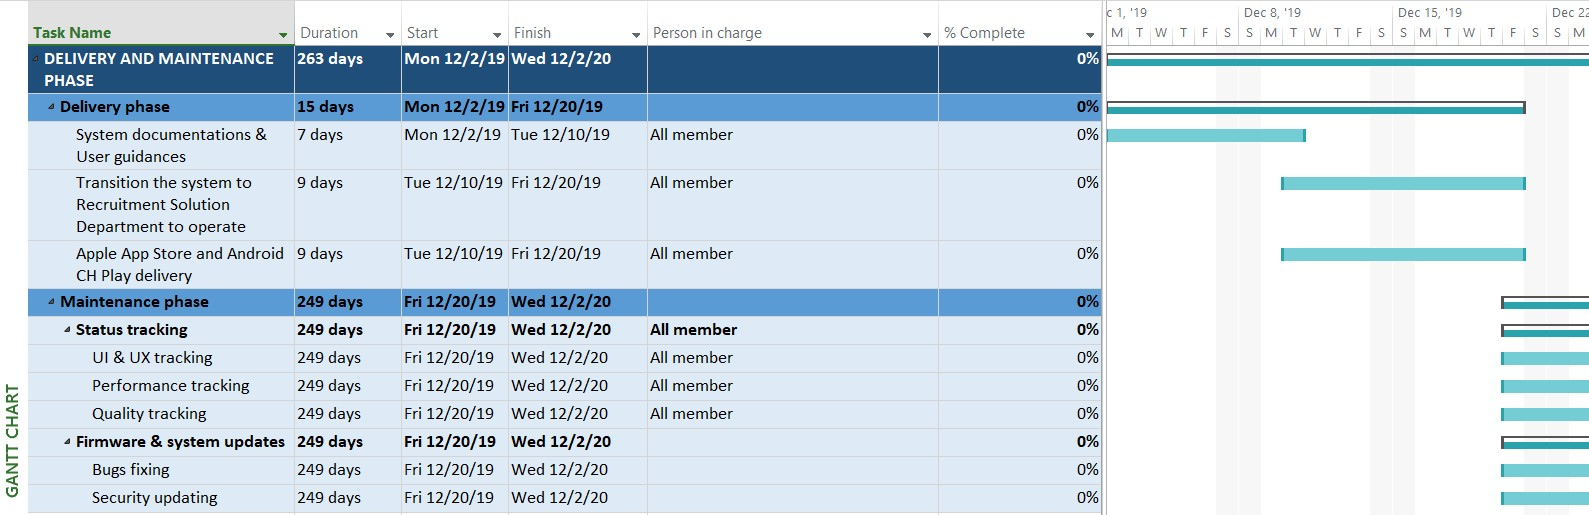 c 1, '19 Dec 8, '19 Dec 15, '19 Dec 22
Task Name Duration Start Finish Person in charge % Complete M T W T F S S M T W T F S S M T W T F S S M
DELIVERY AND MAINTENANCE 263 days Mon 12/2/19 Wed 12/2/20 0%
PHASE
Delivery phase 15 days Mon 12/2/19 Fri 12/20/19 0%
System documentations & 7 days Mon 12/2/19 Tue 12/10/19 All member 0%
User guidances
Transition the system to 9 days Tue 12/10/19 Fri 12/20/19 All member 0%
Recruitment Solution
Department to operate
Apple App Store and Android 9 days Tue 12/10/19 Fri 12/20/19 All member 0%
CH Play delivery
Maintenance phase 249 days Fri 12/20/19 Wed 12/2/20 0%
Status tracking 249 days Fri 12/20/19 Wed 12/2/20 All member 0%
UI & UX tracking 249 days Fri 12/20/19 Wed 12/2/20 All member 0%
Performance tracking 249 days Fri 12/20/19 Wed 12/2/20 All member 0%
Quality tracking 249 days Fri 12/20/19 Wed 12/2/20 All member 0%
Firmware & system updates 249 days Fri 12/20/19 Wed 12/2/20 0%
Bugs fixing 249 days Fri 12/20/19 Wed 12/2/20 0%
Security updating 249 days Fri 12/20/19 Wed 12/2/20 0%
GANTT CHART